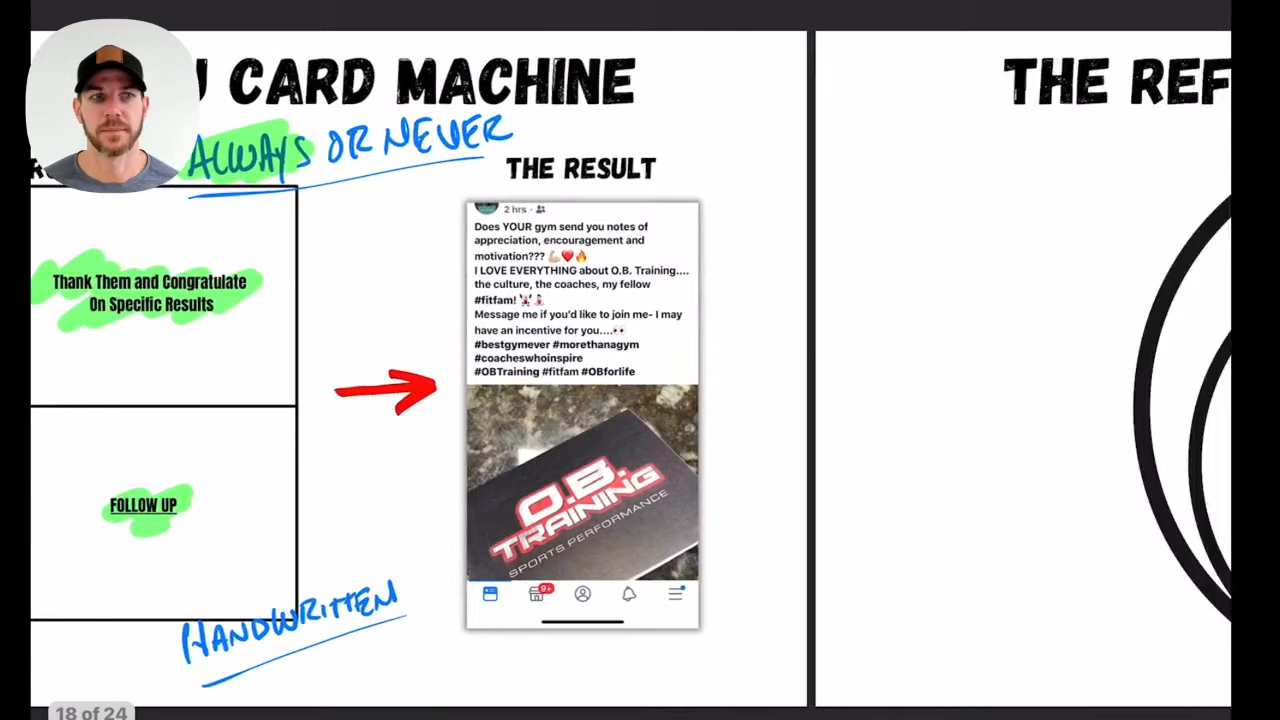 CARD MACHINE
ALWAYS OR NEVER
THE RESULT
Thank Them and Congratulate
On Specific Results
FOLLOW UP
HANDWRITTEN
2 hrs ·
Does YOUR gym send you notes of
appreciation, encouragement and
motivation??? 💪🏼❤️🔥
I LOVE EVERYTHING about O.B. Training....
the culture, the coaches, my fellow
#fitfam!
Message me if you'd like to join me- I may
have an incentive for you....👀
#bestgymever #morethanagym
#coacheswhoinspire
#OBTraining #fitfam #OBforlife
O.B.
TRAINING
SPORTS PERFORMANCE
9+
THE REF
18 of 24